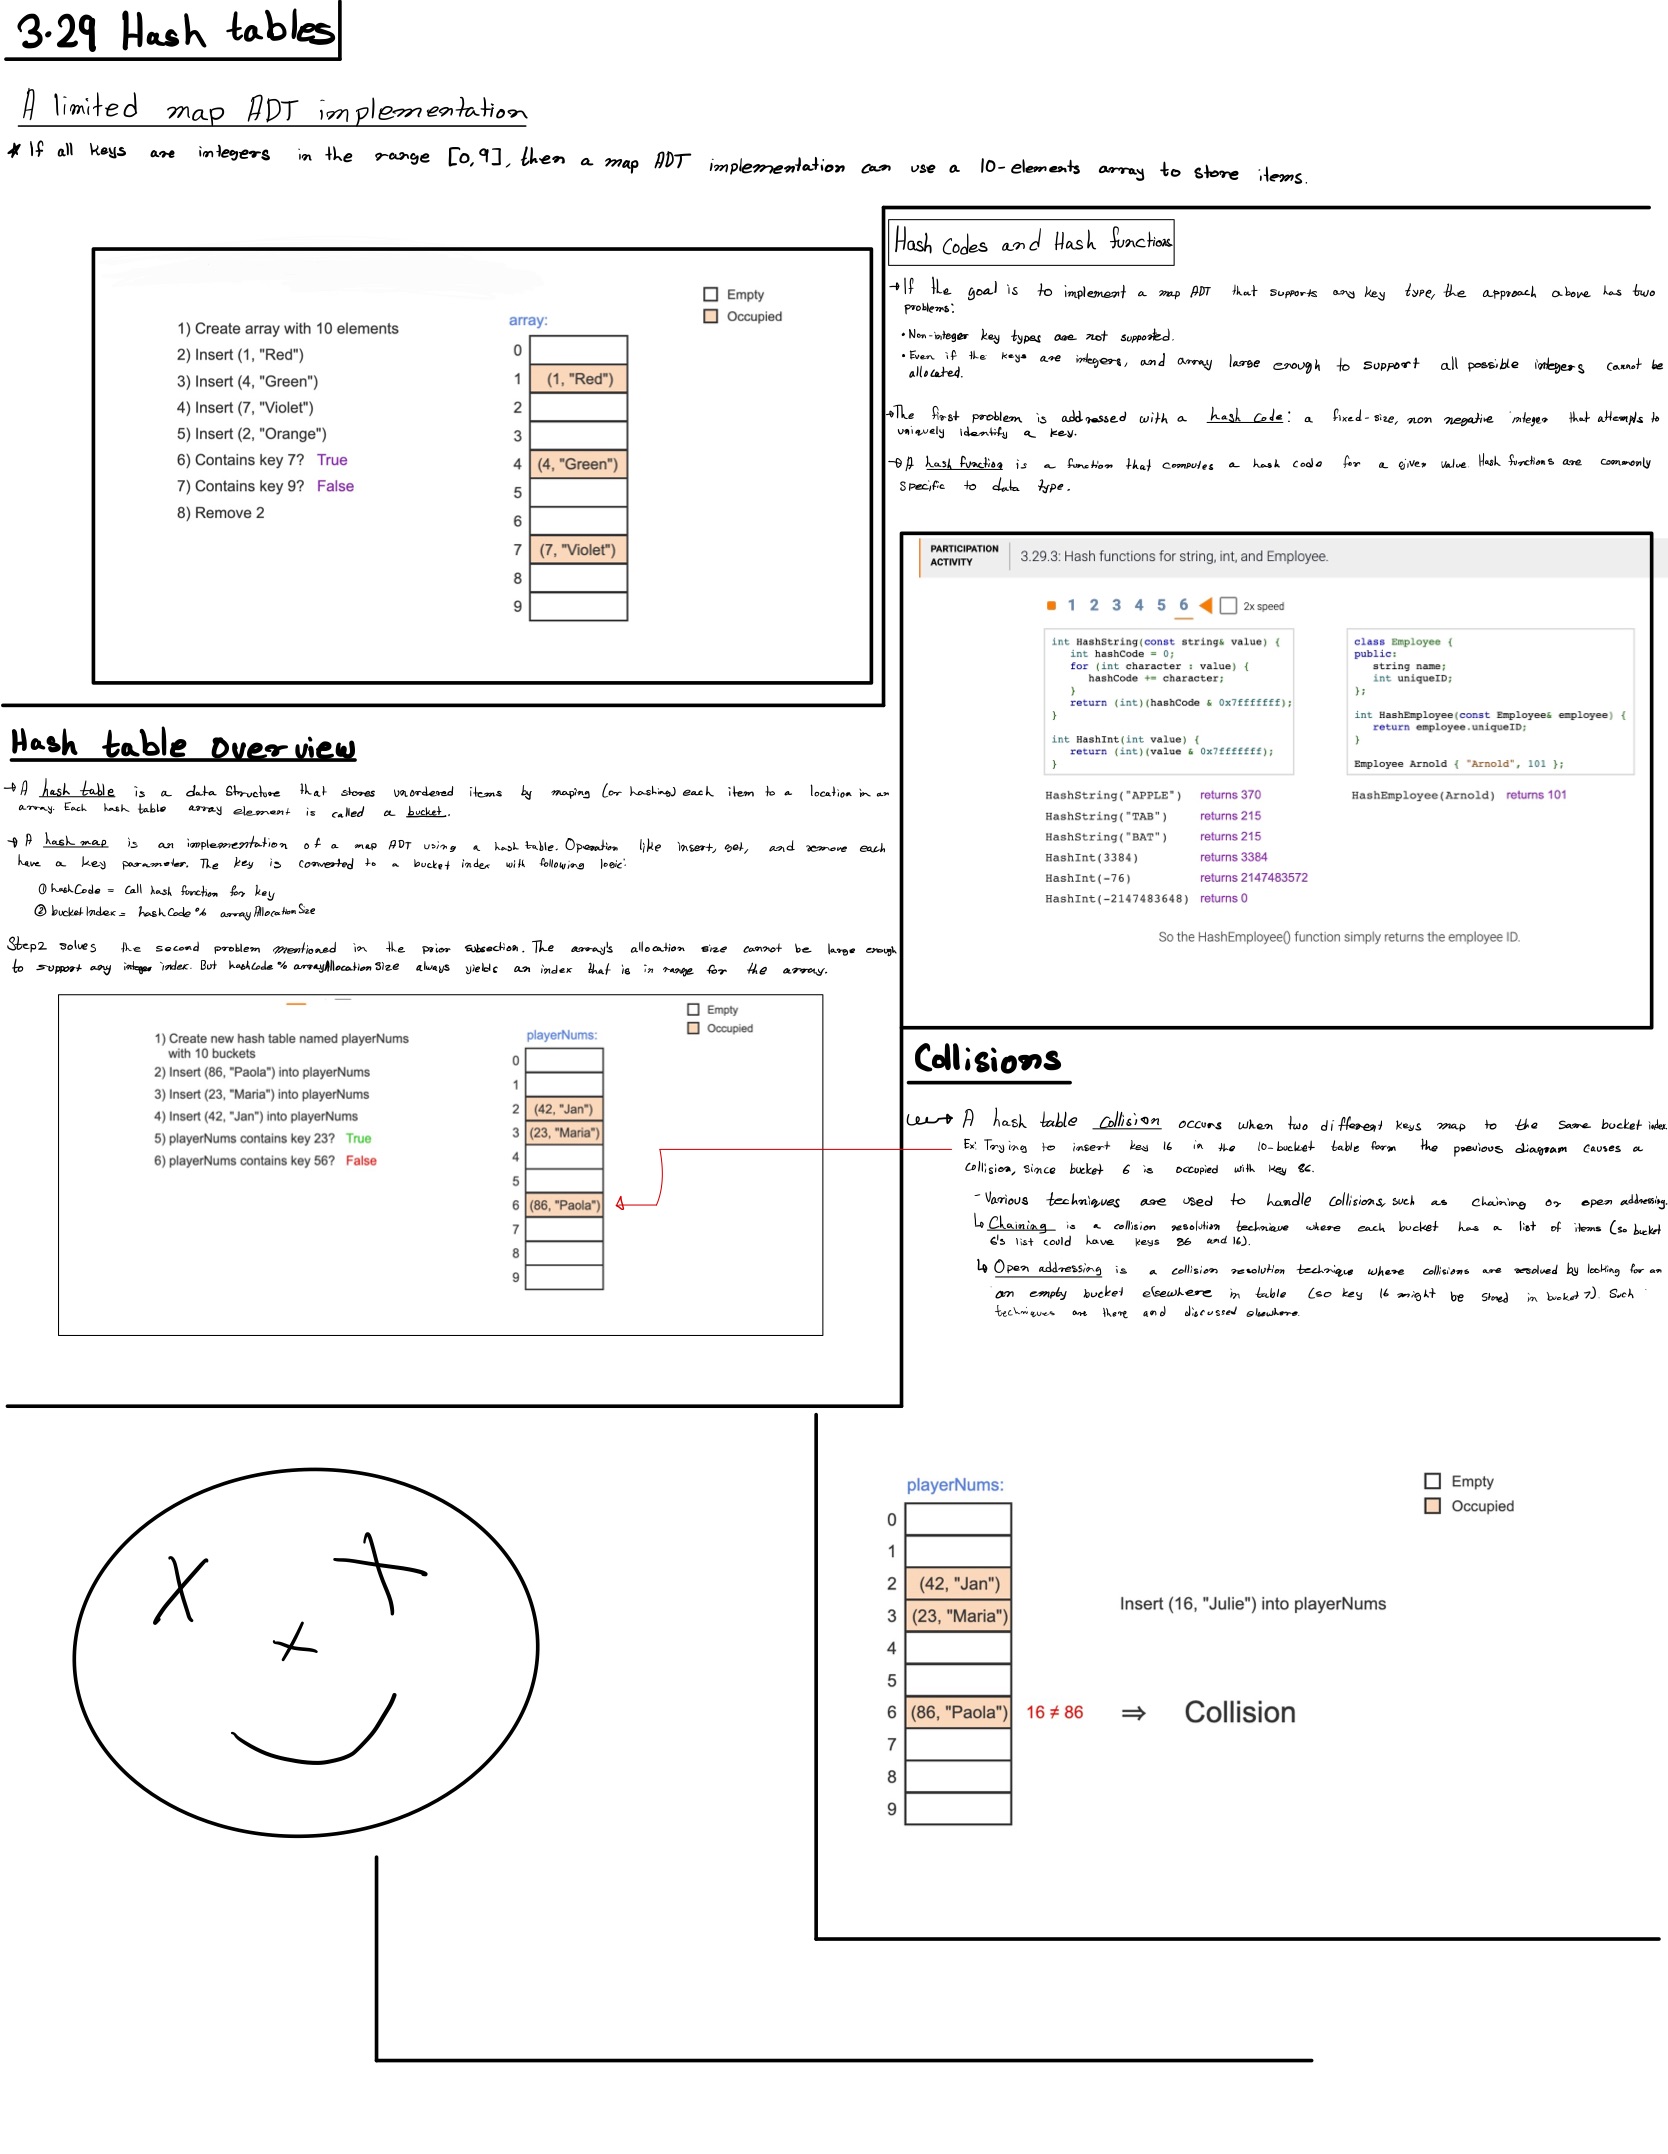 3.29 Hash tables
A limited map ADT implementation
* If all keys are integers in the range [0,9], then a map ADT implementation can use a 10-elements array to store items.
Empty
Occupied
1) Create array with 10 elements
2) Insert (1, "Red")
3) Insert (4, "Green")
4) Insert (7, "Violet")
5) Insert (2, "Orange")
6) Contains key 7? True
7) Contains key 9? False
8) Remove 2
array:
0
1 (1, "Red")
2
3
4 (4, "Green")
5
6
7 (7, "Violet")
8
9
Hash Codes and Hash functions
→ If the goal is to implement a map ADT that supports any key type, the approach above has two
problems:
• Non-integer key types are not supported.
• Even if the keys are integers, and array large enough to support all possible integers cannot be
allocated.
→ The first problem is addressed with a hash code: a fixed-size, non negative integer that attempts to
uniquely identify a key.
→ A hash function is a function that computes a hash code for a given value. Hash functions are commonly
specific to data type.
PARTICIPATION
ACTIVITY
3.29.3: Hash functions for string, int, and Employee.
1 2 3 4 5 6 2x speed
int HashString(const string& value) {
int hashCode = 0;
for (int character : value) {
hashCode += character;
}
return (int)(hashCode & 0x7fffffff);
}
int HashInt(int value) {
return (int)(value & 0x7fffffff);
}
class Employee {
public:
string name;
int uniqueID;
};
int HashEmployee(const Employee& employee) {
return employee.uniqueID;
}
Employee Arnold { "Arnold", 101 };
HashString("APPLE") returns 370
HashString("TAB") returns 215
HashString("BAT") returns 215
HashInt(3384) returns 3384
HashInt(-76) returns 2147483572
HashInt(-2147483648) returns 0
HashEmployee(Arnold) returns 101
So the HashEmployee() function simply returns the employee ID.
Hash table overview
→ A hash table is a data structure that stores unordered items by maping (or hashing) each item to a location in an
array. Each hash table array element is called a bucket.
→ A hash map is an implementation of a map ADT using a hash table. Operation like insert, get, and remove each
have a key parameter. The key is converted to a bucket index with following logic:
① hashCode = call hash function for key
② bucketIndex = hashCode % arrayAllocationSize
Step2 solves the second problem mentioned in the prior subsection. The array's allocation size cannot be large enough
to support any integer index. But hashCode % arrayAllocationSize always yields an index that is in range for the array.
Empty
Occupied
1) Create new hash table named playerNums
with 10 buckets
2) Insert (86, "Paola") into playerNums
3) Insert (23, "Maria") into playerNums
4) Insert (42, "Jan") into playerNums
5) playerNums contains key 23? True
6) playerNums contains key 56? False
playerNums:
0
1
2 (42, "Jan")
3 (23, "Maria")
4
5
6 (86, "Paola")
7
8
9
Collisions
→ A hash table collision occurs when two different keys map to the same bucket index.
Ex: Trying to insert key 16 in the 10-bucket table form the previous diagram causes a
collision, since bucket 6 is occupied with key 86.
- Various techniques are used to handle collisions, such as chaining or open addressing.
↳ Chaining is a collision resolution technique where each bucket has a list of items (so bucket
6's list could have keys 86 and 16).
↳ Open addressing is a collision resolution technique where collisions are resolved by looking for an
an empty bucket elsewhere in table (so key 16 might be stored in bucket 7). Such
techniques are there and discussed elsewhere.
playerNums:
Empty
Occupied
0
1
2 (42, "Jan")
3 (23, "Maria")
4
5
6 (86, "Paola") 16 ≠ 86 ⇒ Collision
7
8
9
Insert (16, "Julie") into playerNums